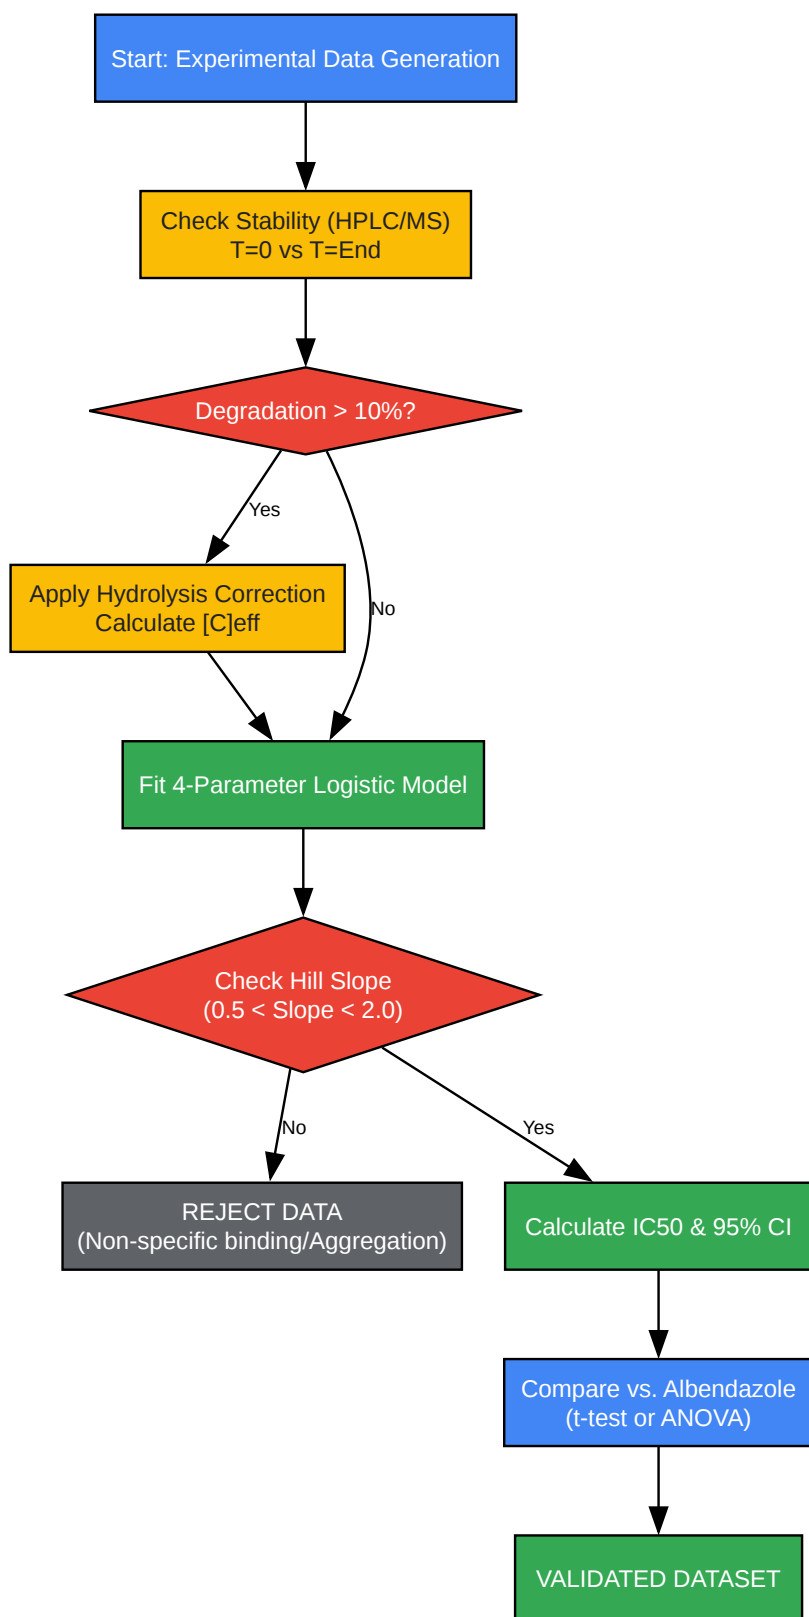 Start: Experimental Data Generation
Check Stability (HPLC/MS)
T=0 vs T=End
Degradation > 10%?
Yes
No
Apply Hydrolysis Correction
Calculate [C]eff
Fit 4-Parameter Logistic Model
Check Hill Slope
(0.5 < Slope < 2.0)
No
Yes
REJECT DATA
(Non-specific binding/Aggregation)
Calculate IC50 & 95% CI
Compare vs. Albendazole
(t-test or ANOVA)
VALIDATED DATASET